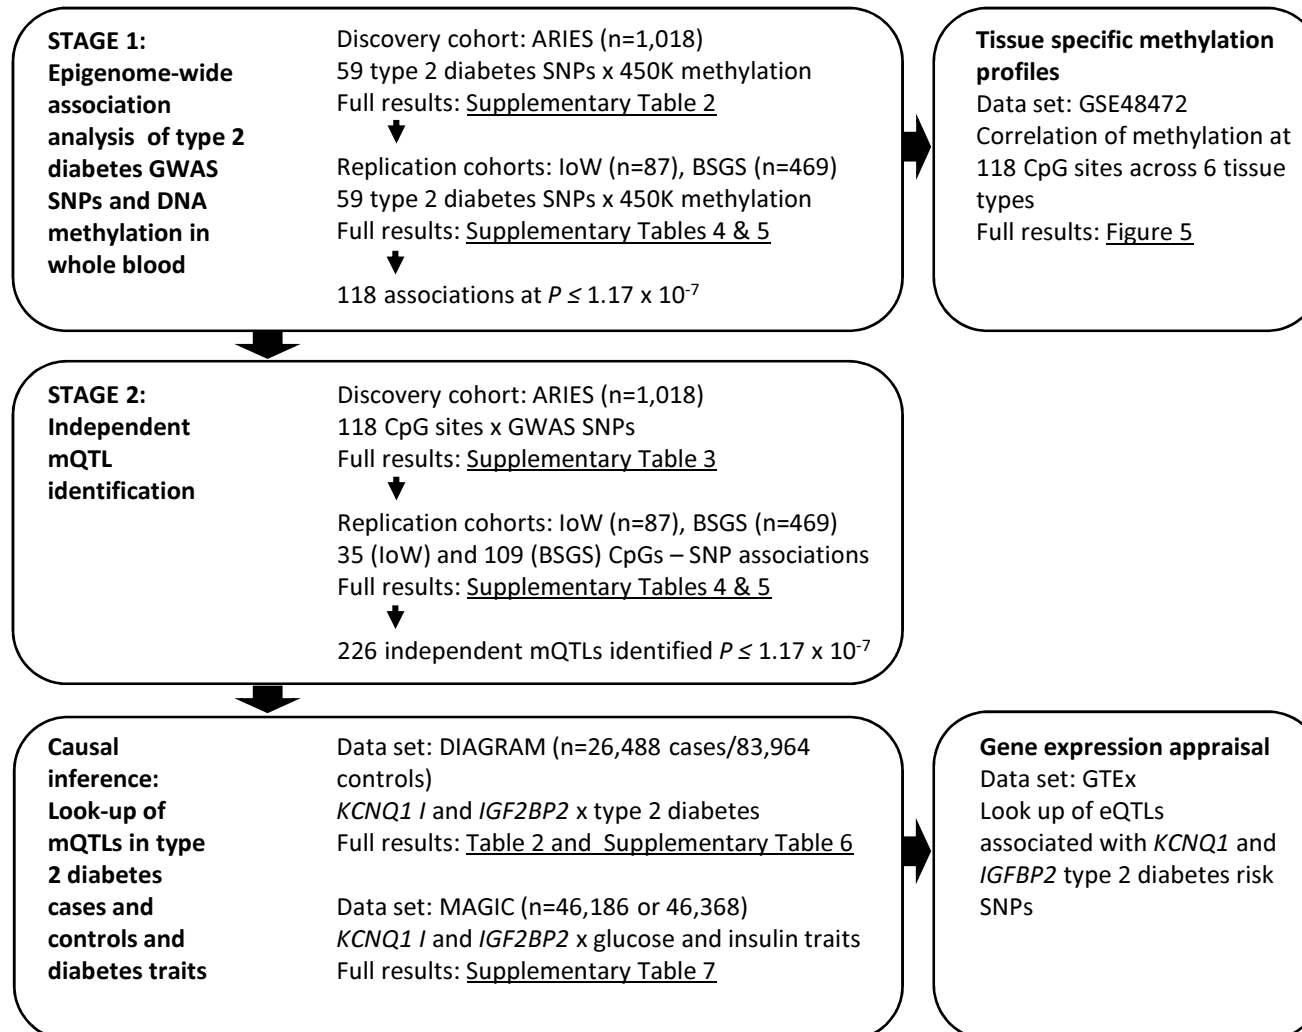 STAGE 1:
Epigenome-wide
association
analysis of type 2
diabetes GWAS
SNPs and DNA
methylation in
whole blood
Discovery cohort: ARIES (n=1,018)
59 type 2 diabetes SNPs x 450K methylation
Full results: Supplementary Table 2
Replication cohorts: IoW (n=87), BSGS (n=469)
59 type 2 diabetes SNPs x 450K methylation
Full results: Supplementary Tables 4 & 5
118 associations at P ≤ 1.17 x 10⁻⁷
Tissue specific methylation
profiles
Data set: GSE48472
Correlation of methylation at
118 CpG sites across 6 tissue
types
Full results: Figure 5
STAGE 2:
Independent
mQTL
identification
Discovery cohort: ARIES (n=1,018)
118 CpG sites x GWAS SNPs
Full results: Supplementary Table 3
Replication cohorts: IoW (n=87), BSGS (n=469)
35 (IoW) and 109 (BSGS) CpGs – SNP associations
Full results: Supplementary Tables 4 & 5
226 independent mQTLs identified P ≤ 1.17 x 10⁻⁷
Causal
inference:
Look-up of
mQTLs in type
2 diabetes
cases and
controls and
diabetes traits
Data set: DIAGRAM (n=26,488 cases/83,964
controls)
KCNQ1 I and IGF2BP2 x type 2 diabetes
Full results: Table 2 and Supplementary Table 6
Data set: MAGIC (n=46,186 or 46,368)
KCNQ1 I and IGF2BP2 x glucose and insulin traits
Full results: Supplementary Table 7
Gene expression appraisal
Data set: GTEx
Look up of eQTLs
associated with KCNQ1 and
IGFBP2 type 2 diabetes risk
SNPs